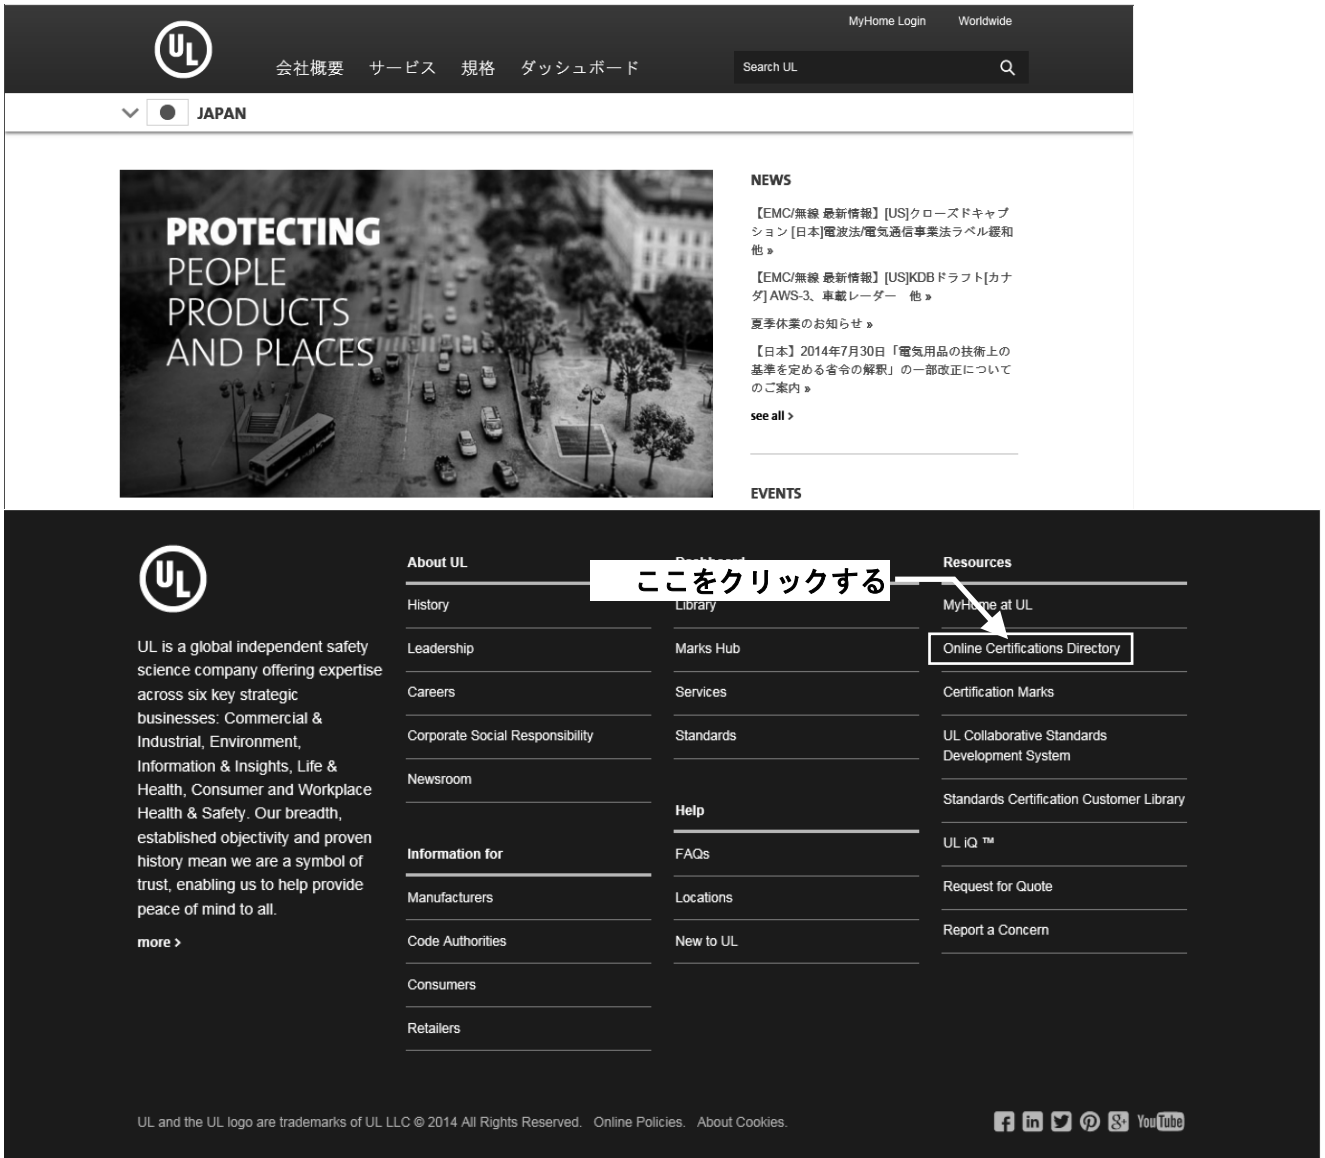 MyHome Login Worldwide
UL
会社概要 サービス 規格 ダッシュボード
Search UL
JAPAN
PROTECTING
PEOPLE
PRODUCTS
AND PLACES
NEWS
【EMC/無線 最新情報】[US]クローズドキャプ
ション [日本]電波法/電気通信事業法ラベル緩和
他 »
【EMC/無線 最新情報】[US]KDBドラフト[カナ
ダ] AWS-3、車載レーダー　他 »
夏季休業のお知らせ »
【日本】2014年7月30日「電気用品の技術上の
基準を定める省令の解釈」の一部改正について
のご案内 »
see all >
EVENTS
UL
UL is a global independent safety
science company offering expertise
across six key strategic
businesses: Commercial &
Industrial, Environment,
Information & Insights, Life &
Health, Consumer and Workplace
Health & Safety. Our breadth,
established objectivity and proven
history mean we are a symbol of
trust, enabling us to help provide
peace of mind to all.
more >
About UL
History
Leadership
Careers
Corporate Social Responsibility
Newsroom
Information for
Manufacturers
Code Authorities
Consumers
Retailers
ここをクリックする
Library
Marks Hub
Services
Standards
Help
FAQs
Locations
New to UL
Resources
MyHome at UL
Online Certifications Directory
Certification Marks
UL Collaborative Standards
Development System
Standards Certification Customer Library
UL iQ ™
Request for Quote
Report a Concern
UL and the UL logo are trademarks of UL LLC © 2014 All Rights Reserved. Online Policies. About Cookies.
You Tube